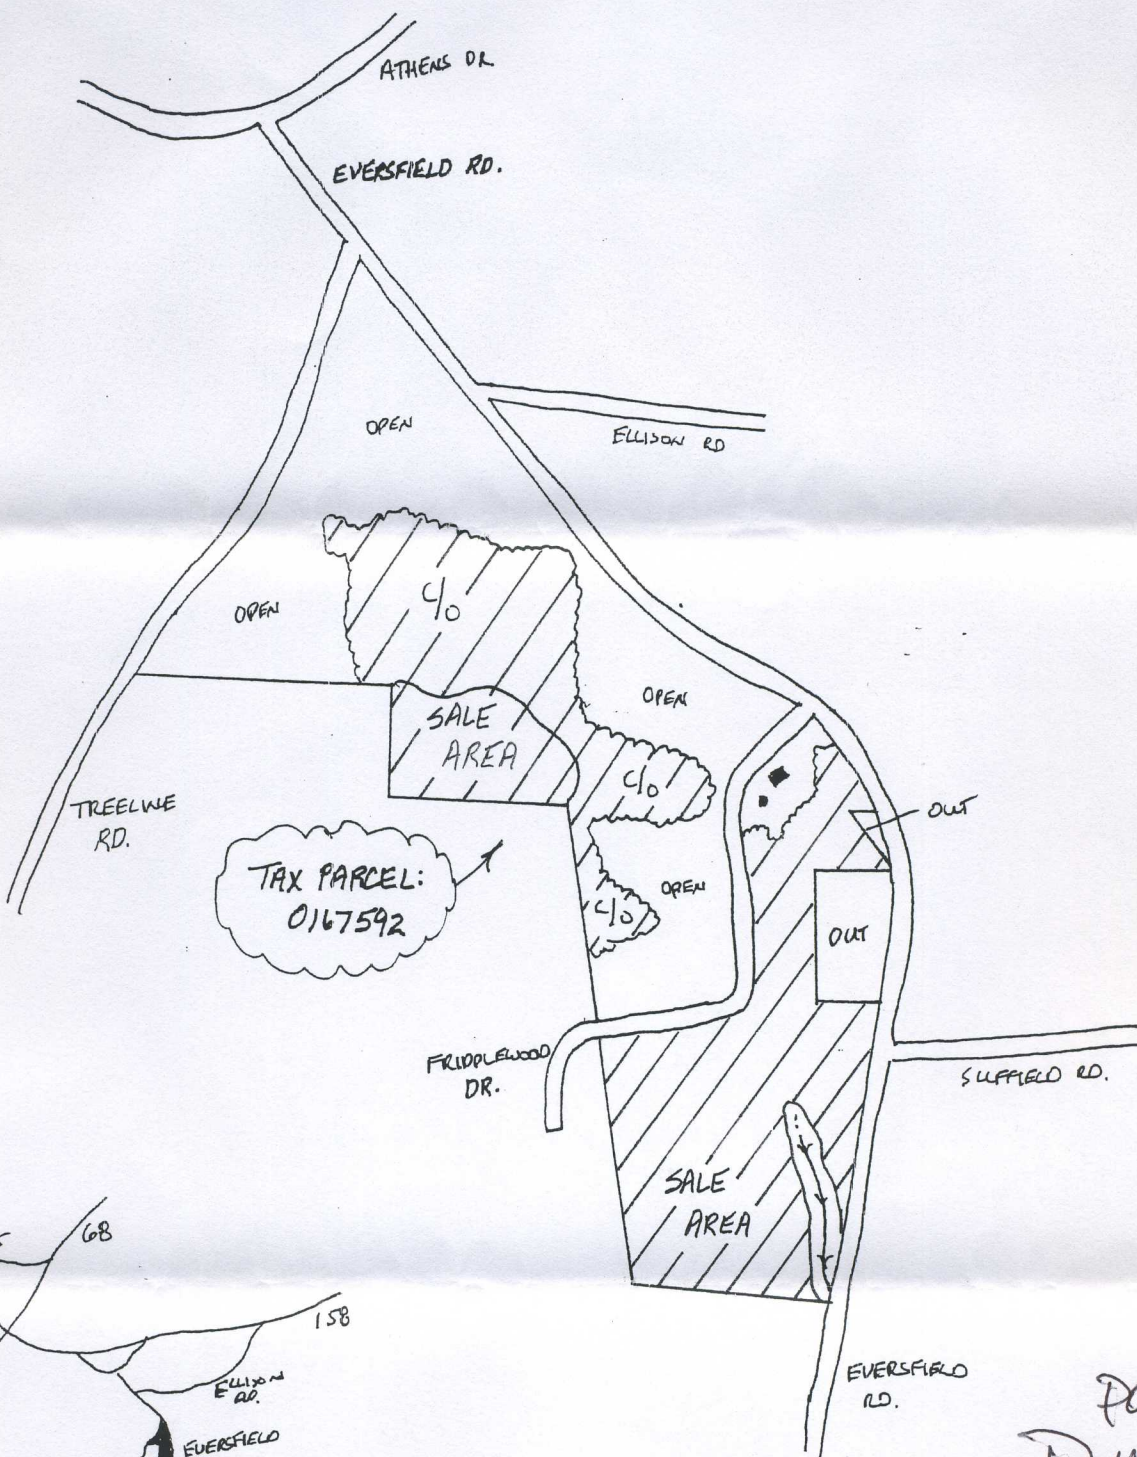 ATHENS DR
EVERSFIELD RD.
OPEN
ELLISON RD
C/O
OPEN
OPEN
SALE
AREA
C/O
TREELINE
RD.
OUT
TAX PARCEL:
0167592
OPEN
C/O
OUT
FRIDDLEWOOD
DR.
SUFFIELD RD.
SALE
AREA
68
158
ELLISON
RD.
EVERSFIELD
RD.
EVERSFIELD